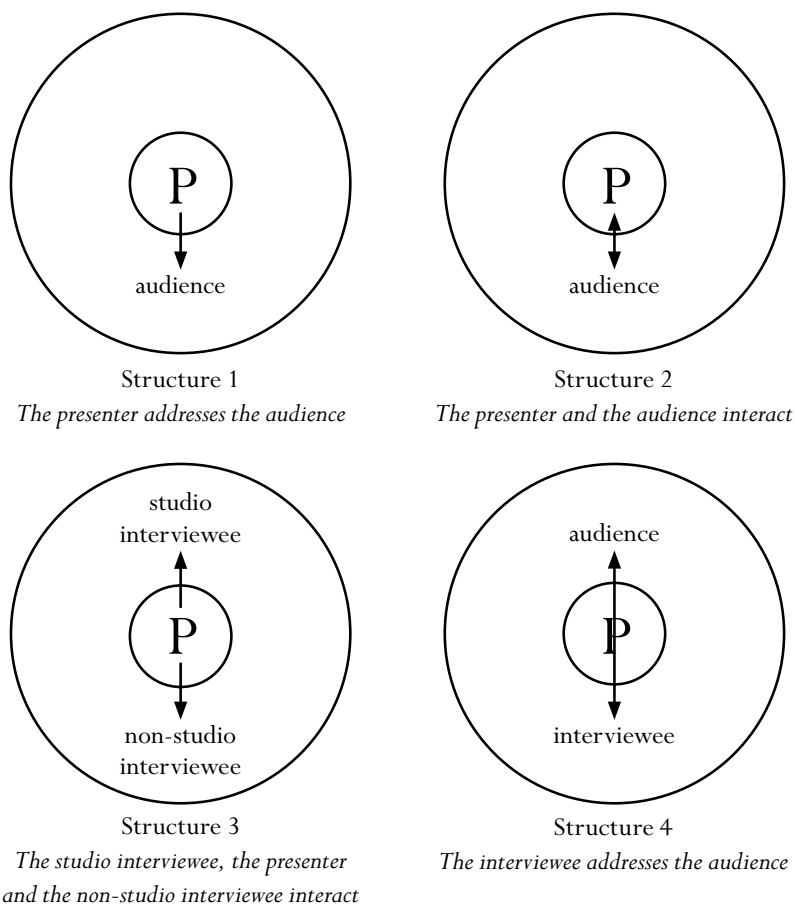 P
audience
Structure 1
The presenter addresses the audience
P
audience
Structure 2
The presenter and the audience interact
studio
interviewee
P
non-studio
interviewee
Structure 3
The studio interviewee, the presenter
and the non-studio interviewee interact
audience
P
interviewee
Structure 4
The interviewee addresses the audience